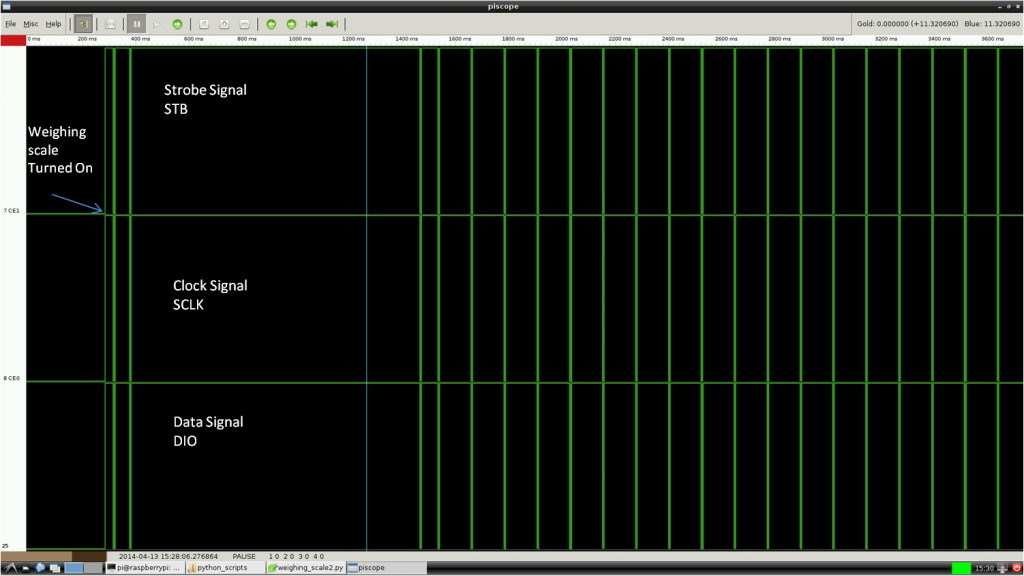 piscope
File Misc Help
Gold: 0.000000 (+11.320690) Blue: 11.320690
0 ms 200 ms 400 ms 600 ms 800 ms 1000 ms 1200 ms 1400 ms 1600 ms 1800 ms 2000 ms 2200 ms 2400 ms 2600 ms 2800 ms 3000 ms 3200 ms 3400 ms 3600 ms
Strobe Signal
STB
Weighing
scale
Turned On
7 CE1
Clock Signal
SCLK
8 CE0
Data Signal
DIO
25
2014-04-13 15:28:06.276864 PAUSE 1 0 2 0 3 0 4 0
pi@raspberrypi: ... python_scripts weighing_scale2.py piscope 15:30